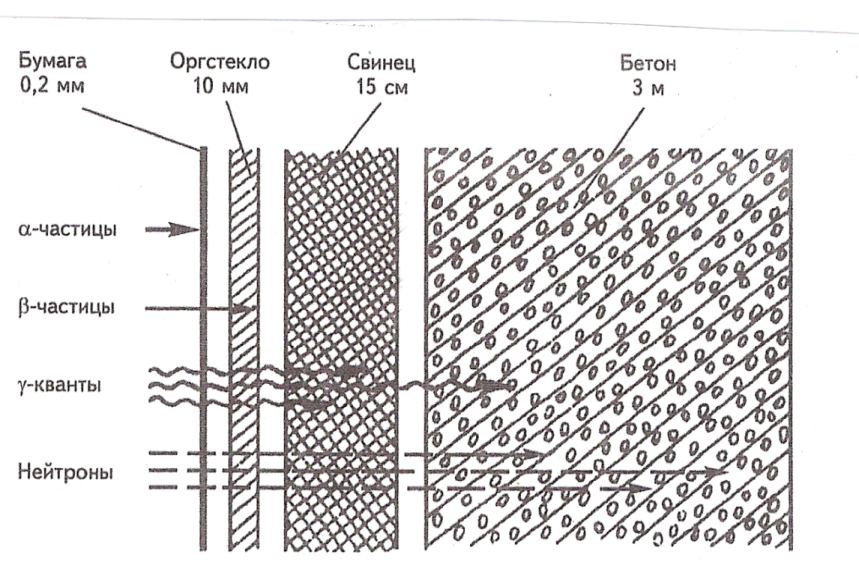 Бумага
0,2 мм
Оргстекло
10 мм
Свинец
15 см
Бетон
3 м
α-частицы
β-частицы
γ-кванты
Нейтроны